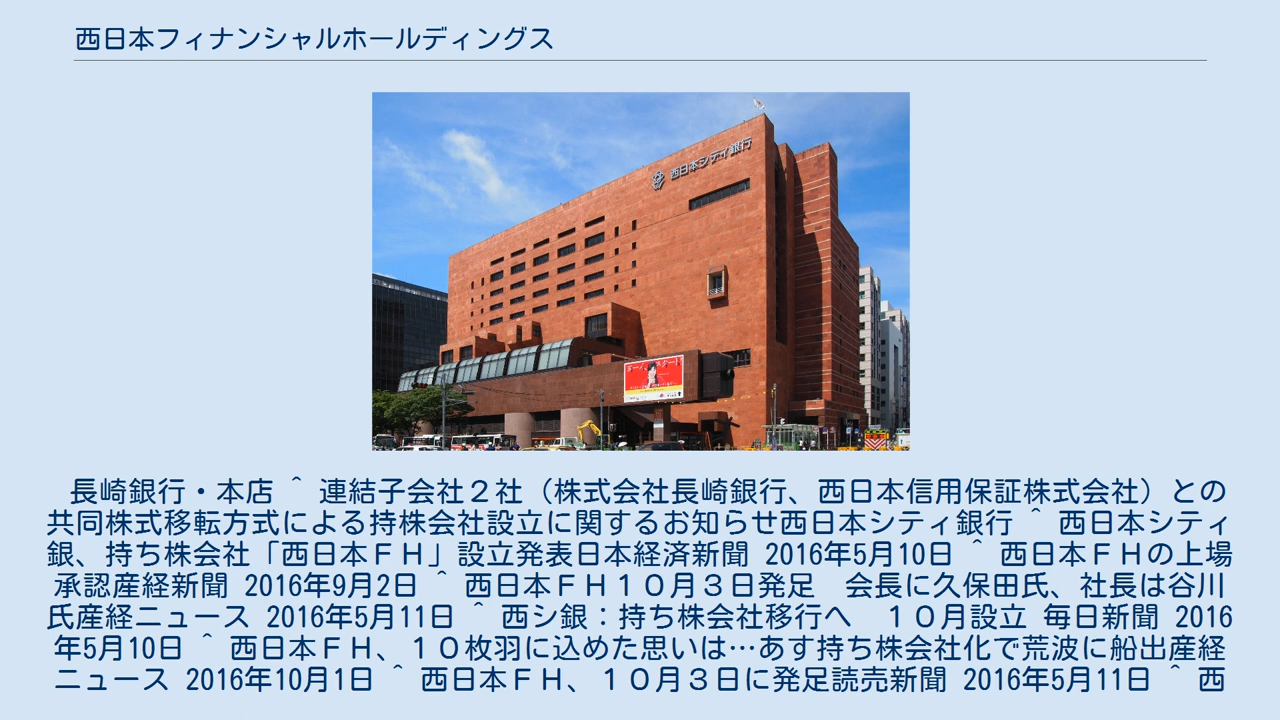 西日本フィナンシャルホールディングス
西日本シティ銀行
長崎銀行・本店 ^ 連結子会社２社（株式会社長崎銀行、西日本信用保証株式会社）との
共同株式移転方式による持株会社設立に関するお知らせ西日本シティ銀行 ^ 西日本シティ
銀、持ち株会社「西日本ＦＨ」設立発表日本経済新聞 2016年5月10日 ^ 西日本ＦＨの上場
承認産経新聞 2016年9月2日 ^ 西日本ＦＨ１０月３日発足　会長に久保田氏、社長は谷川
氏産経ニュース 2016年5月11日 ^ 西シ銀：持ち株会社移行へ　１０月設立 毎日新聞 2016
年5月10日 ^ 西日本ＦＨ、１０枚羽に込めた思いは…あす持ち株会社化で荒波に船出産経
ニュース 2016年10月1日 ^ 西日本ＦＨ、１０月３日に発足読売新聞 2016年5月11日 ^ 西